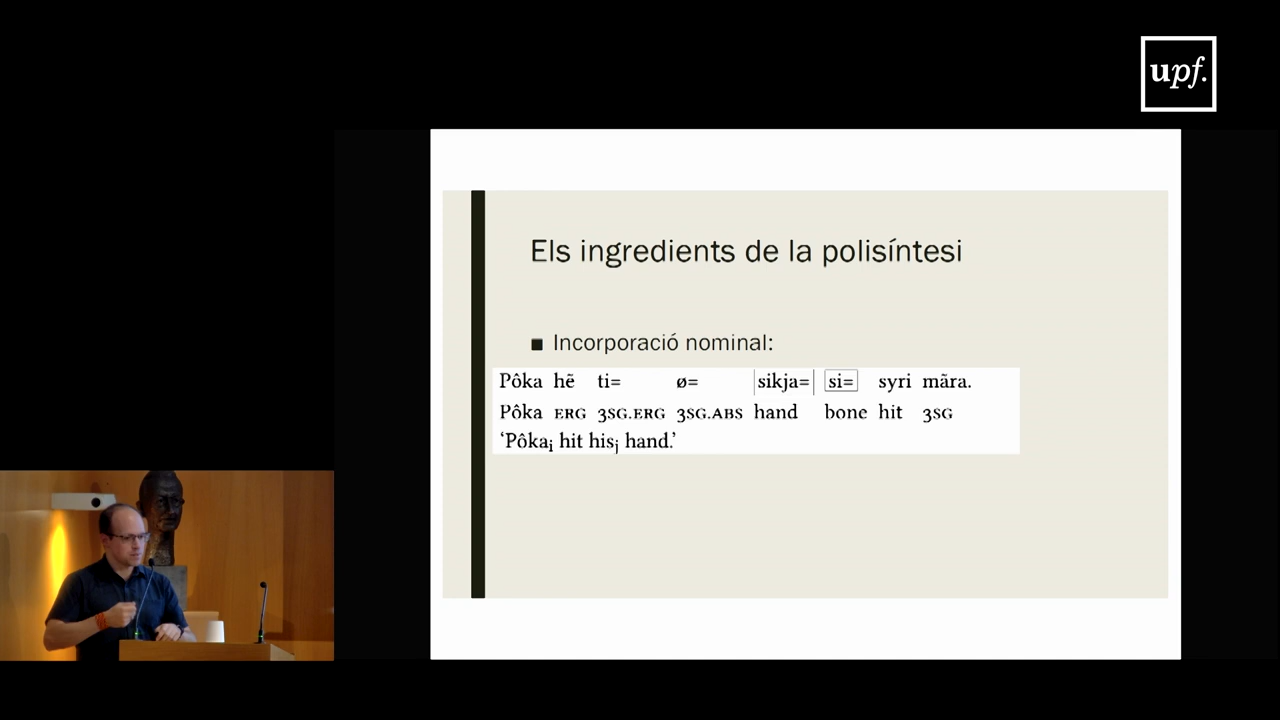 upf.
Els ingredients de la polisíntesi
■ Incorporació nominal:
Pôka hẽ ti= ø= sikja= si= syri mãra.
Pôka ERG 3SG.ERG 3SG.ABS hand bone hit 3SG
‘Pôkaᵢ hit hisⱼ hand.’